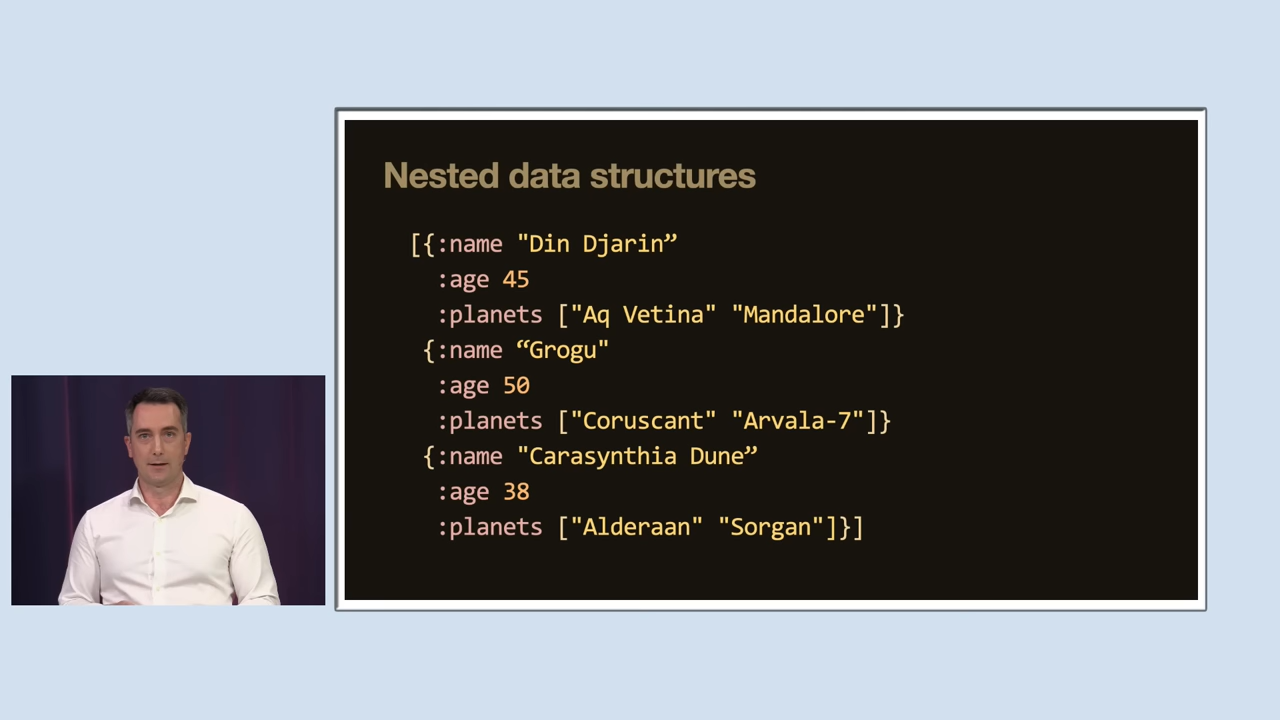 Nested data structures
[{:name "Din Djarin”
:age 45
:planets ["Aq Vetina" "Mandalore"]}
{:name “Grogu"
:age 50
:planets ["Coruscant" "Arvala-7"]}
{:name "Carasynthia Dune”
:age 38
:planets ["Alderaan" "Sorgan"]}]